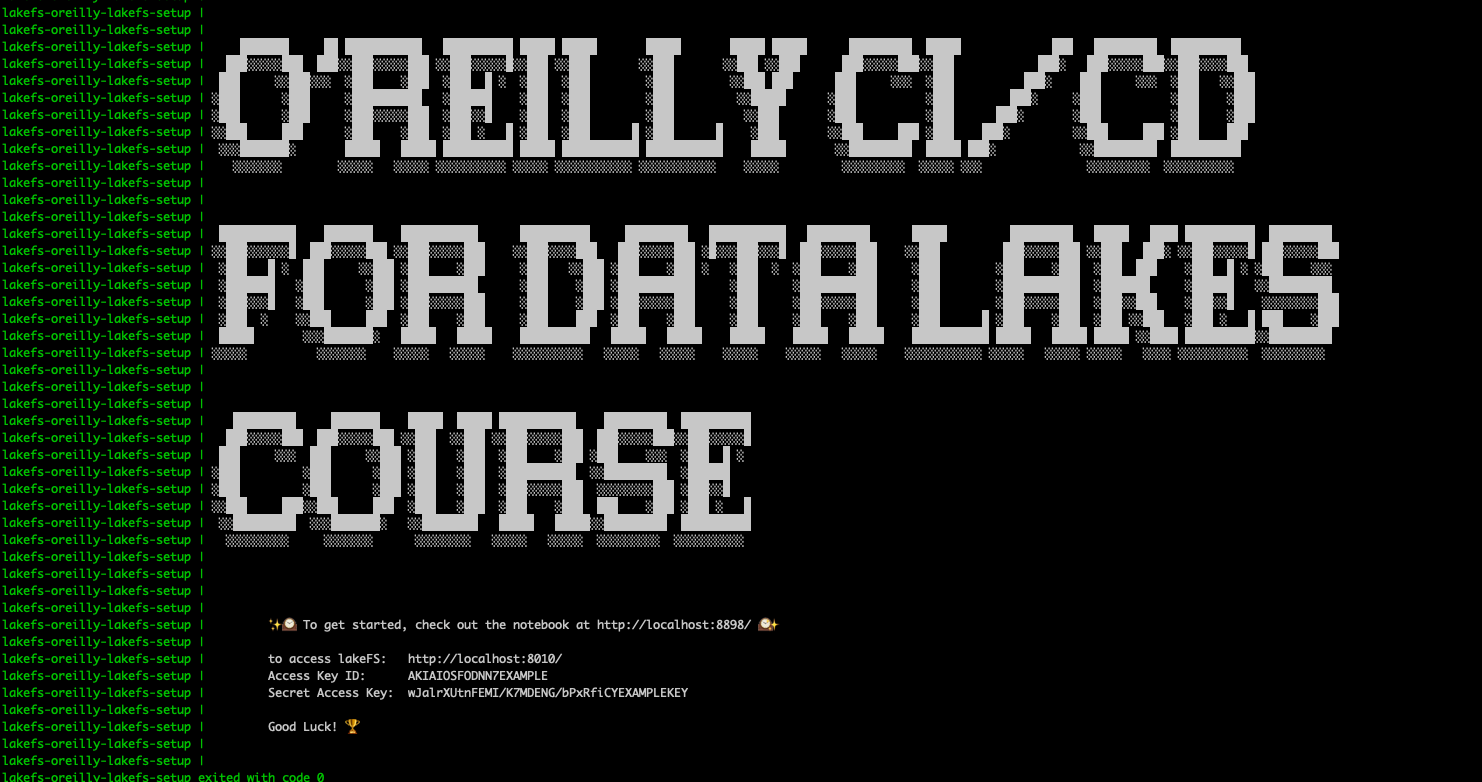 lakefs-oreilly-lakefs-setup |
lakefs-oreilly-lakefs-setup |
lakefs-oreilly-lakefs-setup | O'REILLY CI/CD
lakefs-oreilly-lakefs-setup |
lakefs-oreilly-lakefs-setup |
lakefs-oreilly-lakefs-setup |
lakefs-oreilly-lakefs-setup |
lakefs-oreilly-lakefs-setup |
lakefs-oreilly-lakefs-setup |
lakefs-oreilly-lakefs-setup |
lakefs-oreilly-lakefs-setup |
lakefs-oreilly-lakefs-setup |
lakefs-oreilly-lakefs-setup |
lakefs-oreilly-lakefs-setup | FOR DATA LAKES
lakefs-oreilly-lakefs-setup |
lakefs-oreilly-lakefs-setup |
lakefs-oreilly-lakefs-setup |
lakefs-oreilly-lakefs-setup |
lakefs-oreilly-lakefs-setup |
lakefs-oreilly-lakefs-setup |
lakefs-oreilly-lakefs-setup |
lakefs-oreilly-lakefs-setup |
lakefs-oreilly-lakefs-setup |
lakefs-oreilly-lakefs-setup |
lakefs-oreilly-lakefs-setup | COURSE
lakefs-oreilly-lakefs-setup |
lakefs-oreilly-lakefs-setup |
lakefs-oreilly-lakefs-setup |
lakefs-oreilly-lakefs-setup |
lakefs-oreilly-lakefs-setup |
lakefs-oreilly-lakefs-setup |
lakefs-oreilly-lakefs-setup |
lakefs-oreilly-lakefs-setup |
lakefs-oreilly-lakefs-setup |
lakefs-oreilly-lakefs-setup |
lakefs-oreilly-lakefs-setup |
lakefs-oreilly-lakefs-setup | ✨🕰️ To get started, check out the notebook at http://localhost:8898/ 🕰️✨
lakefs-oreilly-lakefs-setup |
lakefs-oreilly-lakefs-setup | to access lakeFS: http://localhost:8010/
lakefs-oreilly-lakefs-setup | Access Key ID: AKIAIOSFODNN7EXAMPLE
lakefs-oreilly-lakefs-setup | Secret Access Key: wJalrXUtnFEMI/K7MDENG/bPxRfiCYEXAMPLEKEY
lakefs-oreilly-lakefs-setup |
lakefs-oreilly-lakefs-setup | Good Luck! 🏆
lakefs-oreilly-lakefs-setup |
lakefs-oreilly-lakefs-setup |
lakefs-oreilly-lakefs-setup exited with code 0